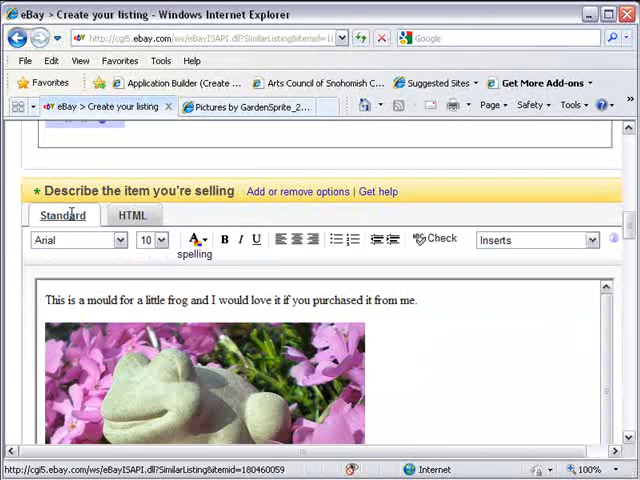 eBay > Create your listing - Windows Internet Explorer
http://cgi5.ebay.com/ws/eBayISAPI.dll?SimilarListing&itemid=1
Google
File Edit View Favorites Tools Help
Favorites Application Builder (Create ... Arts Council of Snohomish C... Suggested Sites Get More Add-ons
eBay > Create your listing Pictures by GardenSprite_2... Page Safety Tools
* Describe the item you're selling Add or remove options | Get help
Standard HTML
Arial 10 A B I U Check Inserts
spelling
This is a mould for a little frog and I would love it if you purchased it from me.
http://cgi5.ebay.com/ws/eBayISAPI.dll?SimilarListing&itemid=180460059 Internet 100%